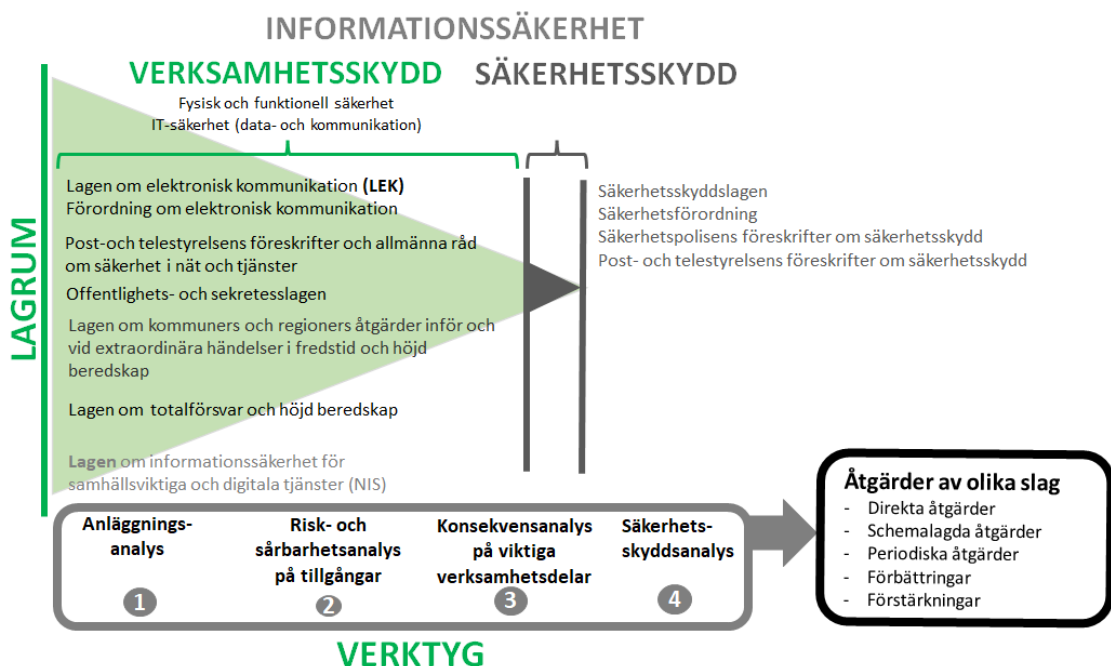 INFORMATIONSSÄKERHET
VERKSAMHETSSKYDD
SÄKERHETSSKYDD
Fysisk och funktionell säkerhet
IT-säkerhet (data- och kommunikation)
LAGRUM
Lagen om elektronisk kommunikation (LEK)
Förordning om elektronisk kommunikation
Post-och telestyrelsens föreskrifter och allmänna råd
om säkerhet i nät och tjänster
Offentlighets- och sekretesslagen
Lagen om kommuners och regioners åtgärder inför och
vid extraordinära händelser i fredstid och höjd
beredskap
Lagen om totalförsvar och höjd beredskap
Lagen om informationssäkerhet för
samhällsviktiga och digitala tjänster (NIS)
Säkerhetsskyddslagen
Säkerhetsförordning
Säkerhetspolisens föreskrifter om säkerhetsskydd
Post- och telestyrelsens föreskrifter om säkerhetsskydd
Anläggnings-
analys
1
Risk- och
sårbarhetsanalys
på tillgångar
2
Konsekvensanalys
på viktiga
verksamhetsdelar
3
Säkerhets-
skyddsanalys
4
VERKTYG
Åtgärder av olika slag
- Direkta åtgärder
- Schemalagda åtgärder
- Periodiska åtgärder
- Förbättringar
- Förstärkningar